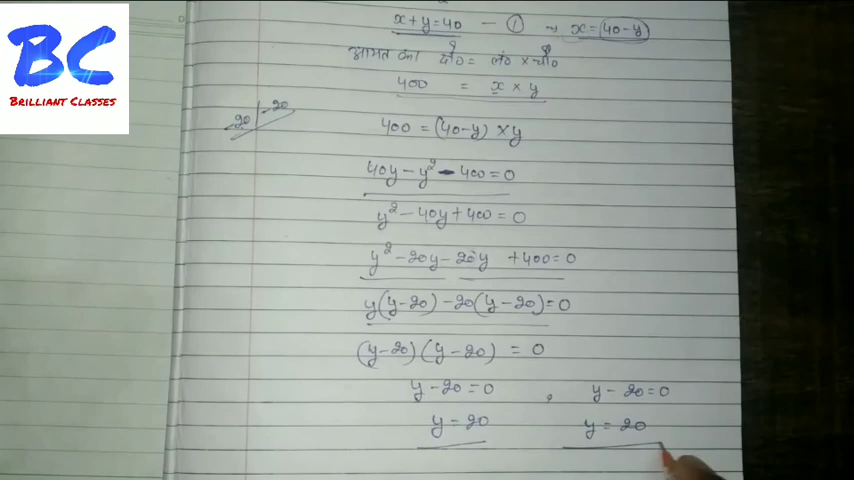 BC
BRILLIANT CLASSES
x + y = 40 — ① → x = (40-y)
आयत का क्षे० = ल० × चौ०
400 = x × y
-20 | -20
400 = (40-y) × y
40y - y² - 400 = 0
y² - 40y + 400 = 0
y² - 20y - 20y + 400 = 0
y(y-20) - 20(y-20) = 0
(y-20)(y-20) = 0
y - 20 = 0 , y - 20 = 0
y = 20 y = 20